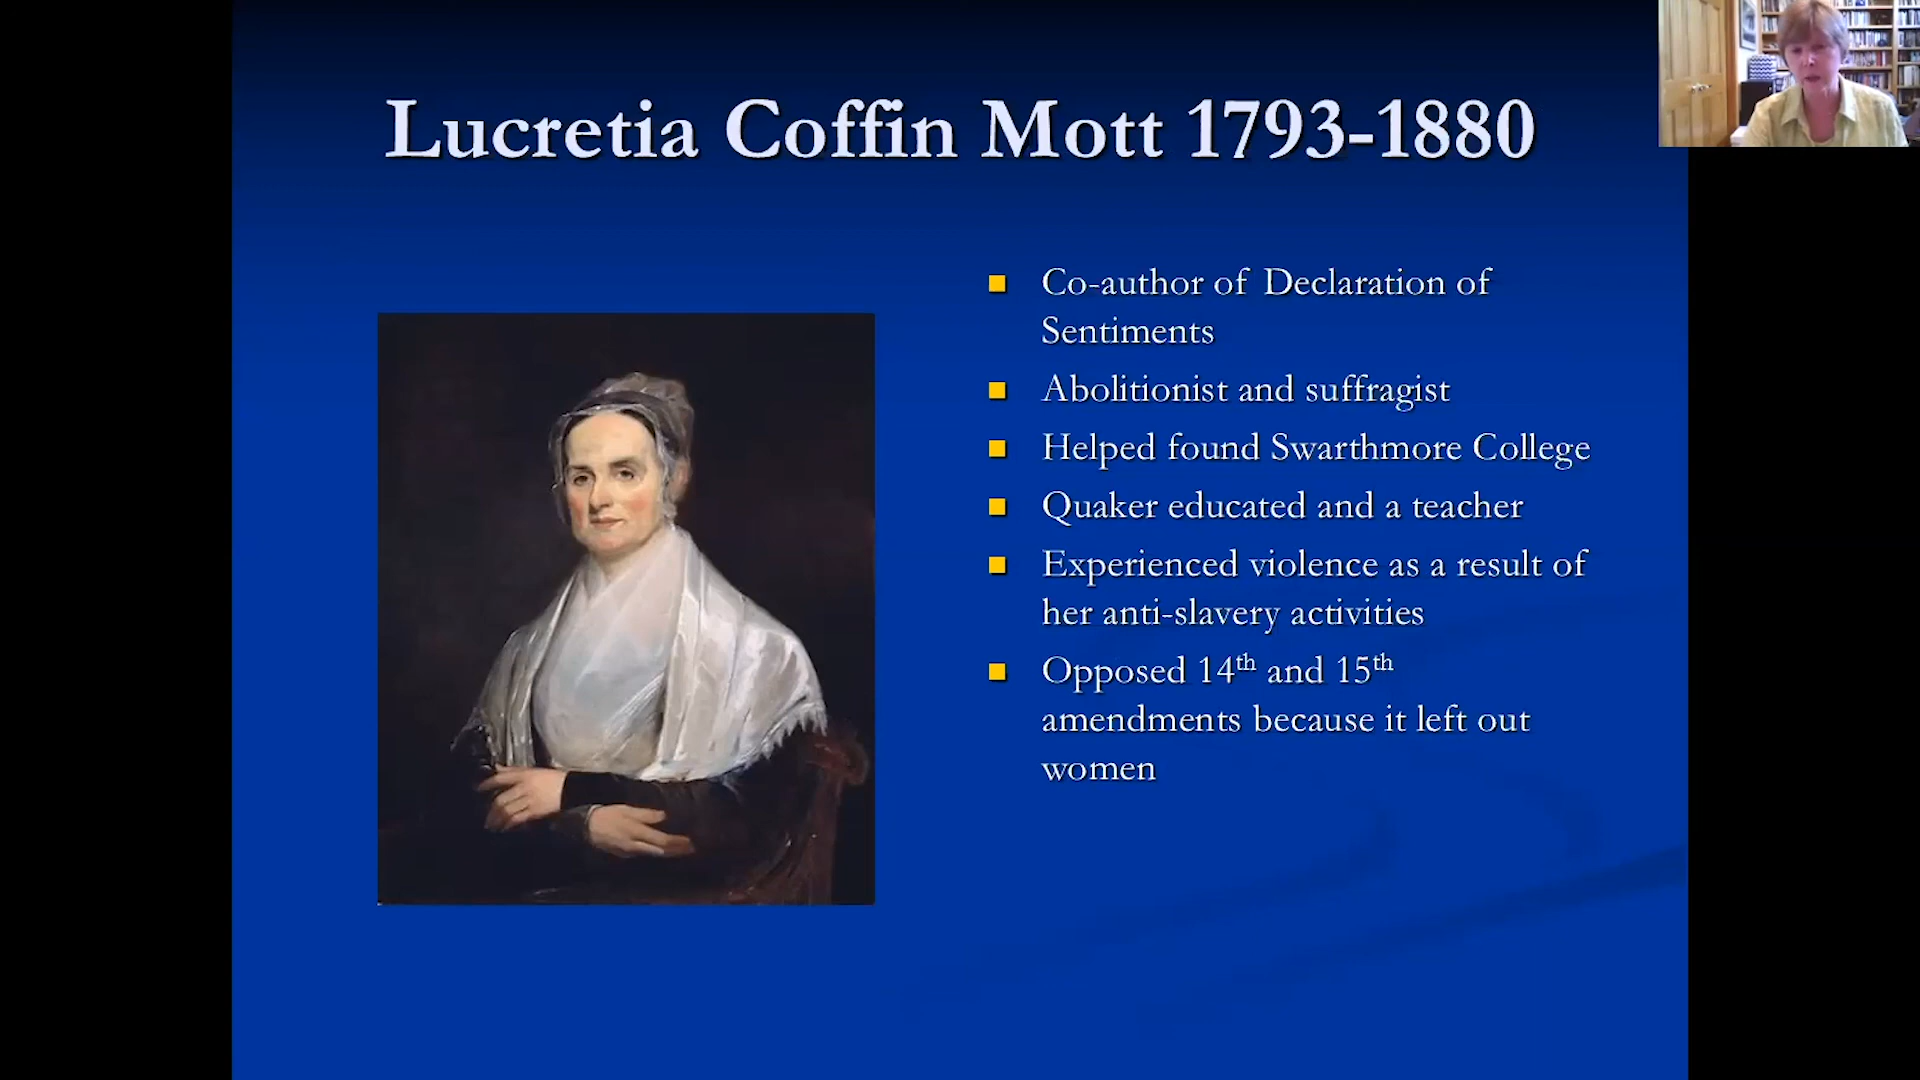 Lucretia Coffin Mott 1793-1880
Co-author of Declaration of
Sentiments
Abolitionist and suffragist
Helped found Swarthmore College
Quaker educated and a teacher
Experienced violence as a result of
her anti-slavery activities
Opposed 14th and 15th
amendments because it left out
women